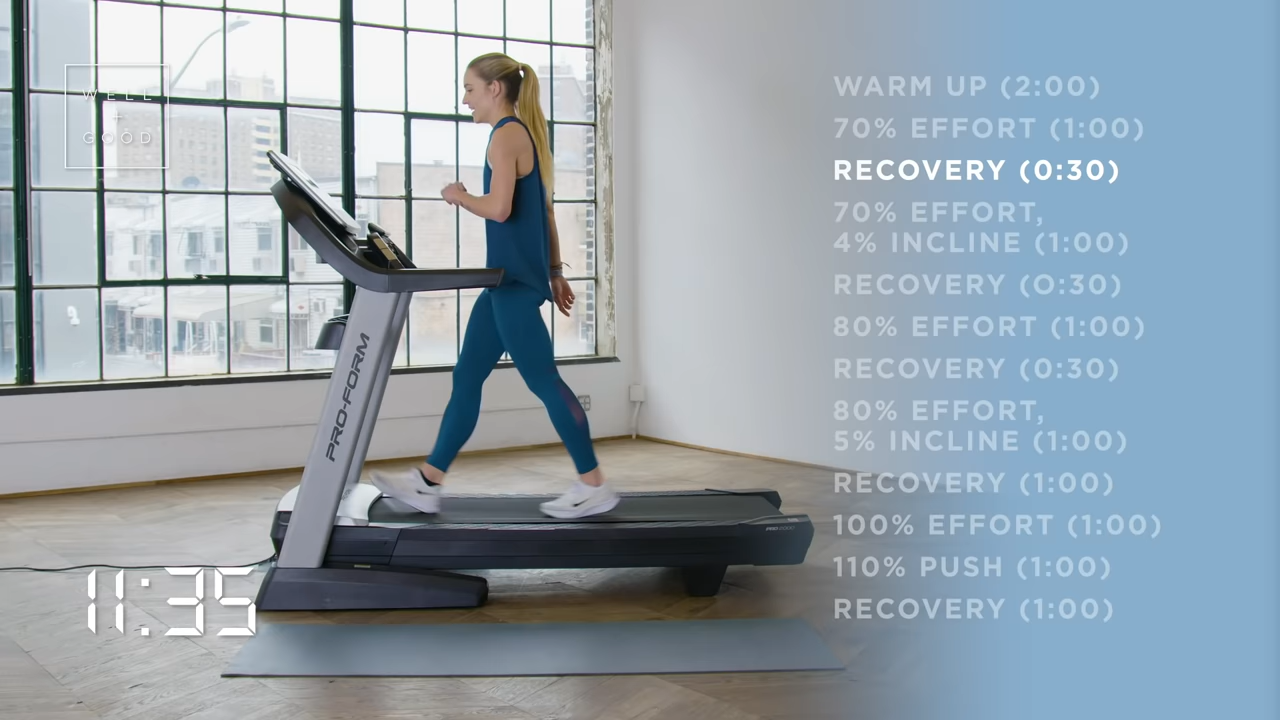 WELL
+
GOOD
WARM UP (2:00)
70% EFFORT (1:00)
RECOVERY (0:30)
70% EFFORT,
4% INCLINE (1:00)
RECOVERY (0:30)
80% EFFORT (1:00)
RECOVERY (0:30)
80% EFFORT,
5% INCLINE (1:00)
RECOVERY (1:00)
100% EFFORT (1:00)
110% PUSH (1:00)
RECOVERY (1:00)
PRO-FORM
PRO-FORM
11:35